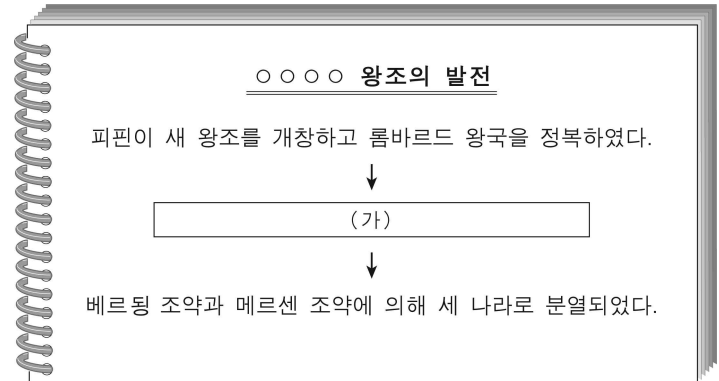 ○○○○ 왕조의 발전
피핀이 새 왕조를 개창하고 롬바르드 왕국을 정복하였다.
↓
(가)
↓
베르됭 조약과 메르센 조약에 의해 세 나라로 분열되었다.